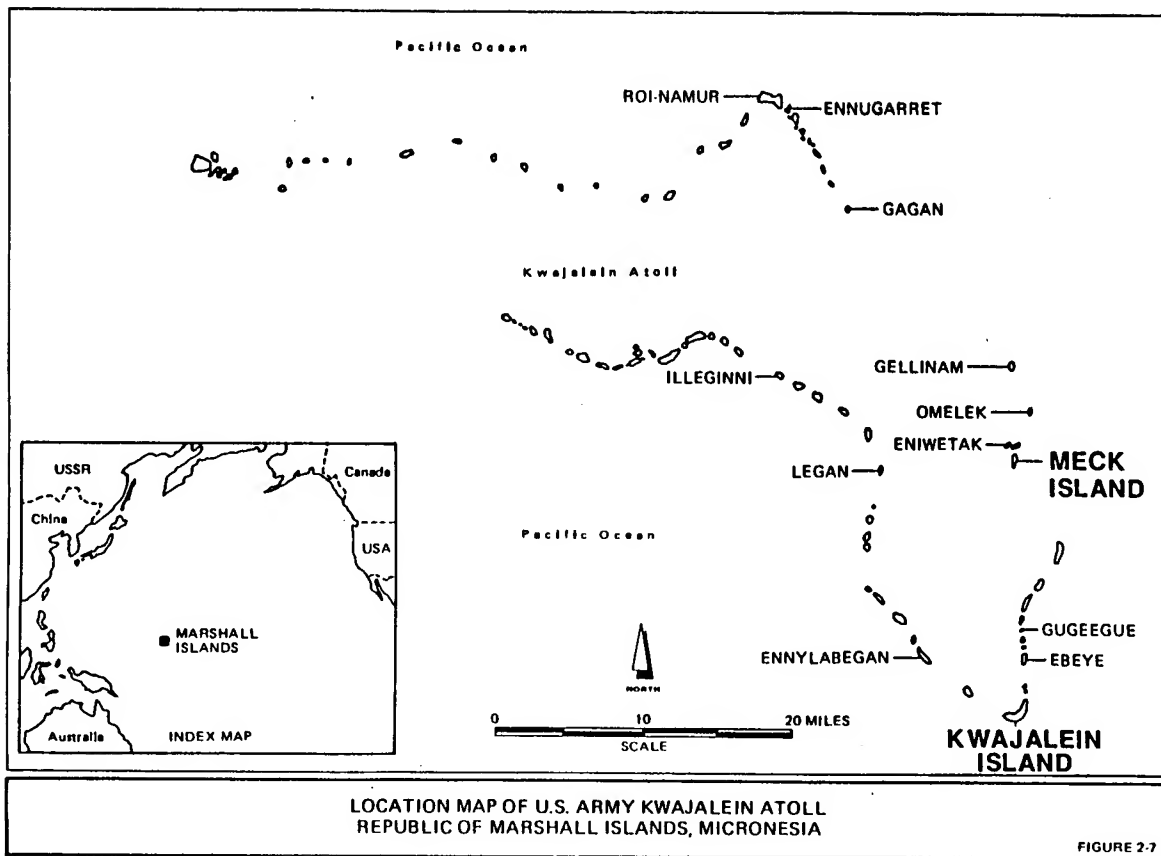 Pacific Ocean
ROI-NAMUR
ENNUGARRET
GAGAN
Kwajalein Atoll
ILLEGINNI
GELLINAM
OMELEK
ENIWETAK
MECK
ISLAND
LEGAN
Pacific Ocean
GUGEEGUE
ENNYLABEGAN
EBEYE
NORTH
0 10 20 MILES
SCALE
KWAJALEIN
ISLAND
USSR
Canada
China
USA
MARSHALL
ISLANDS
Australia
INDEX MAP
LOCATION MAP OF U.S. ARMY KWAJALEIN ATOLL
REPUBLIC OF MARSHALL ISLANDS, MICRONESIA
FIGURE 2-7